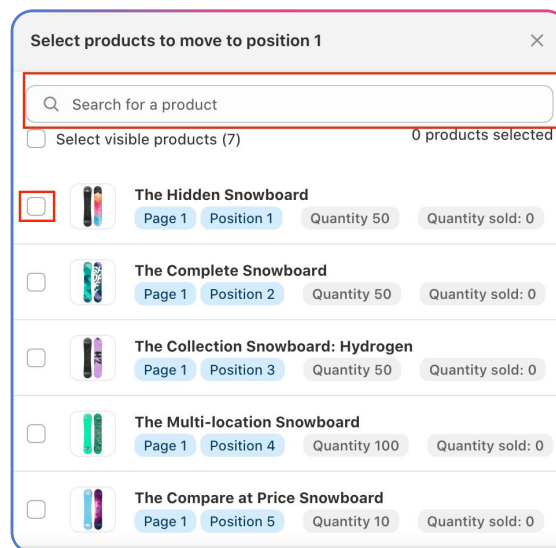 Select products to move to position 1
Search for a product
Select visible products (7) 0 products selected
The Hidden Snowboard
Page 1 Position 1 Quantity 50 Quantity sold: 0
The Complete Snowboard
Page 1 Position 2 Quantity 50 Quantity sold: 0
The Collection Snowboard: Hydrogen
Page 1 Position 3 Quantity 50 Quantity sold: 0
The Multi-location Snowboard
Page 1 Position 4 Quantity 100 Quantity sold: 0
The Compare at Price Snowboard
Page 1 Position 5 Quantity 10 Quantity sold: 0